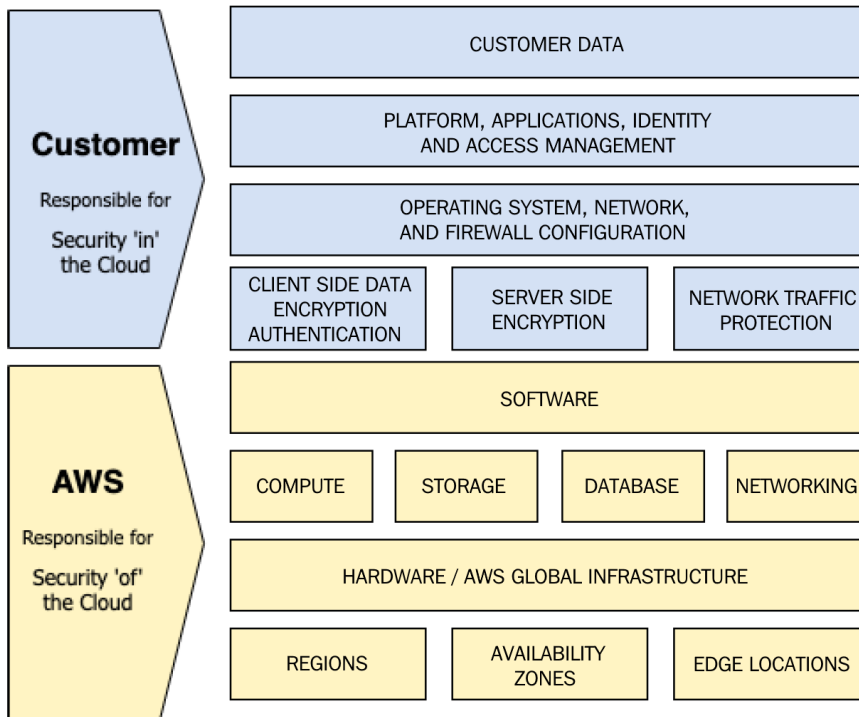 Customer
Responsible for
Security 'in'
the Cloud
CUSTOMER DATA
PLATFORM, APPLICATIONS, IDENTITY
AND ACCESS MANAGEMENT
OPERATING SYSTEM, NETWORK,
AND FIREWALL CONFIGURATION
CLIENT SIDE DATA
ENCRYPTION
AUTHENTICATION
SERVER SIDE
ENCRYPTION
NETWORK TRAFFIC
PROTECTION
AWS
Responsible for
Security 'of'
the Cloud
SOFTWARE
COMPUTE
STORAGE
DATABASE
NETWORKING
HARDWARE / AWS GLOBAL INFRASTRUCTURE
REGIONS
AVAILABILITY
ZONES
EDGE LOCATIONS